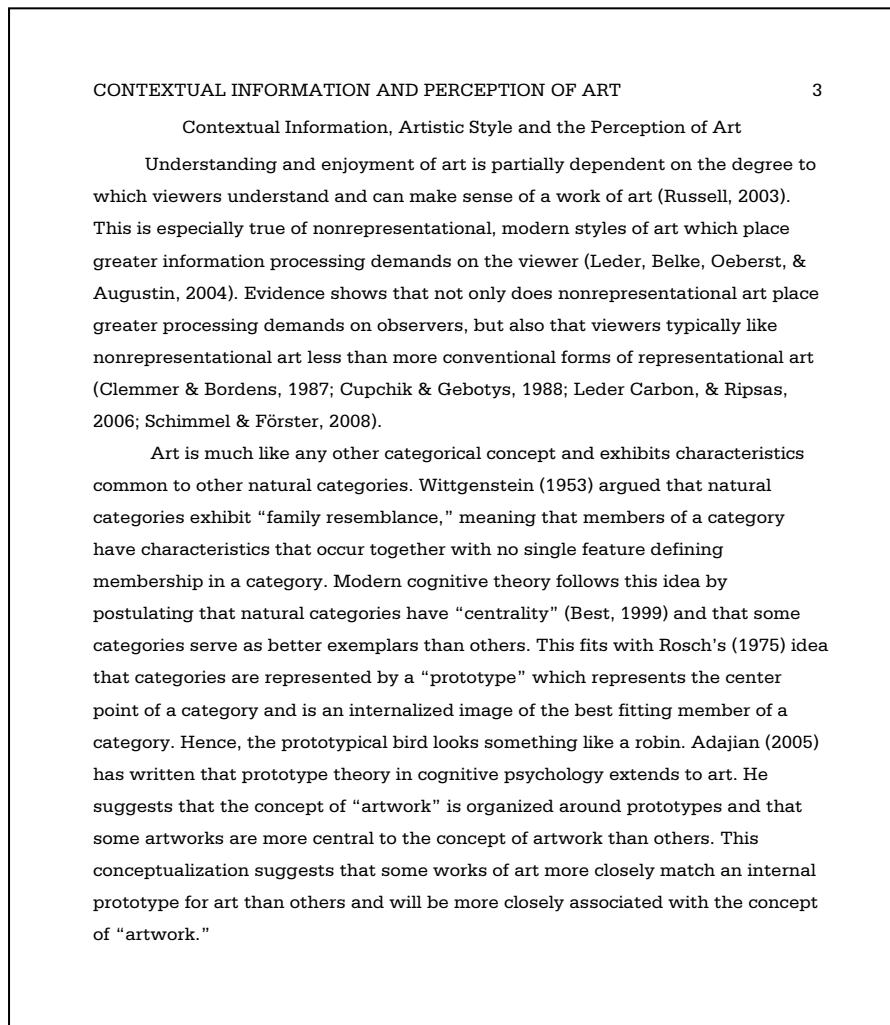 CONTEXTUAL INFORMATION AND PERCEPTION OF ART 3
Contextual Information, Artistic Style and the Perception of Art
Understanding and enjoyment of art is partially dependent on the degree to
which viewers understand and can make sense of a work of art (Russell, 2003).
This is especially true of nonrepresentational, modern styles of art which place
greater information processing demands on the viewer (Leder, Belke, Oeberst, &
Augustin, 2004). Evidence shows that not only does nonrepresentational art place
greater processing demands on observers, but also that viewers typically like
nonrepresentational art less than more conventional forms of representational art
(Clemmer & Bordens, 1987; Cupchik & Gebotys, 1988; Leder Carbon, & Ripsas,
2006; Schimmel & Förster, 2008).
Art is much like any other categorical concept and exhibits characteristics
common to other natural categories. Wittgenstein (1953) argued that natural
categories exhibit “family resemblance,” meaning that members of a category
have characteristics that occur together with no single feature defining
membership in a category. Modern cognitive theory follows this idea by
postulating that natural categories have “centrality” (Best, 1999) and that some
categories serve as better exemplars than others. This fits with Rosch’s (1975) idea
that categories are represented by a “prototype” which represents the center
point of a category and is an internalized image of the best fitting member of a
category. Hence, the prototypical bird looks something like a robin. Adajian (2005)
has written that prototype theory in cognitive psychology extends to art. He
suggests that the concept of “artwork” is organized around prototypes and that
some artworks are more central to the concept of artwork than others. This
conceptualization suggests that some works of art more closely match an internal
prototype for art than others and will be more closely associated with the concept
of “artwork.”